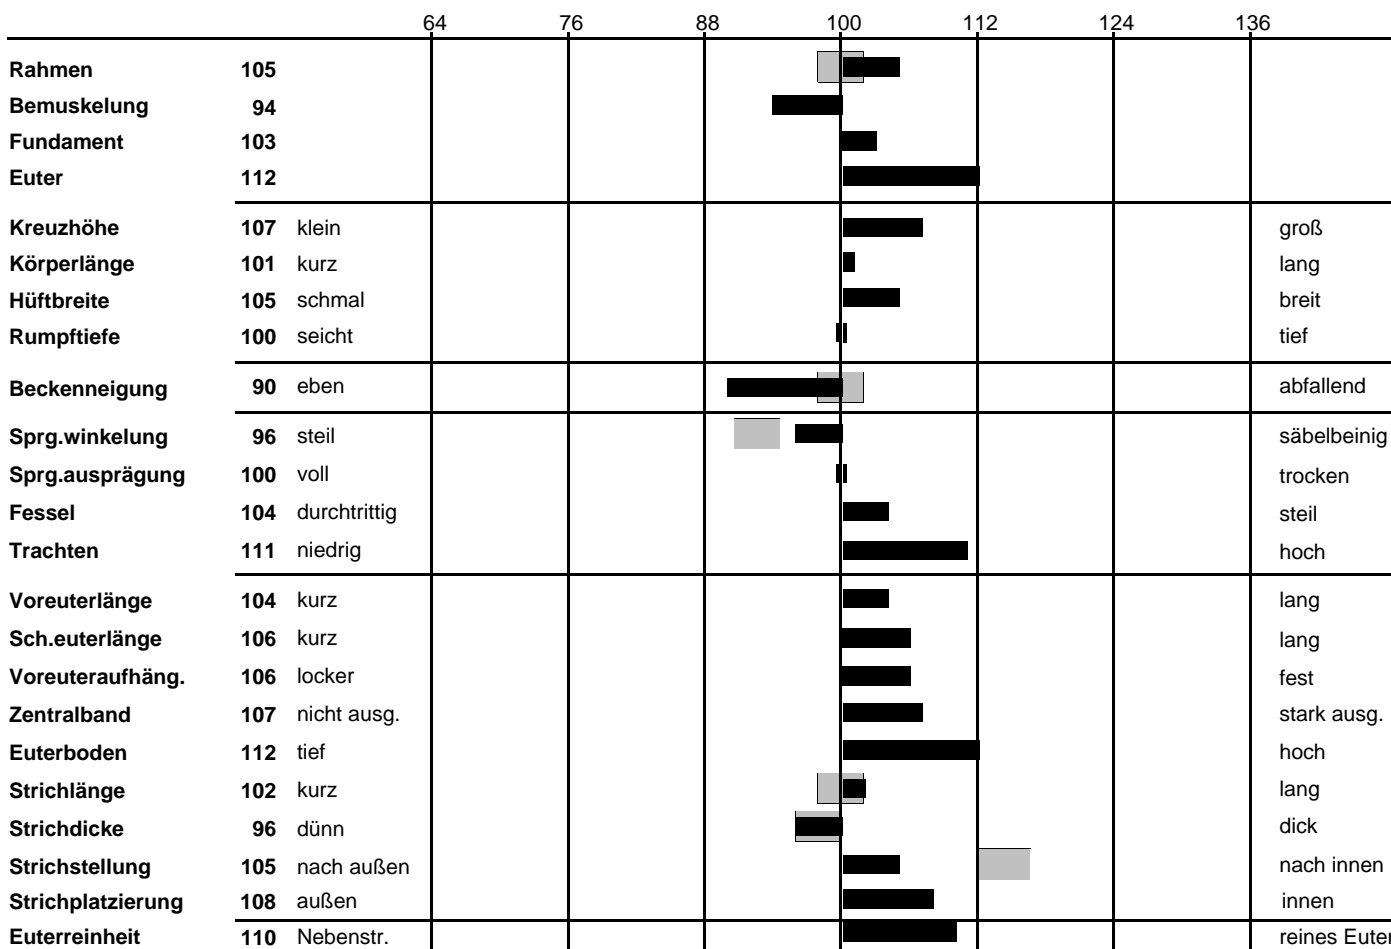 64 76 88 100 112 124 136
Rahmen 105
Bemuskelung 94
Fundament 103
Euter 112
Kreuzhöhe 107 klein groß
Körperlänge 101 kurz lang
Hüftbreite 105 schmal breit
Rumpftiefe 100 seicht tief
Beckenneigung 90 eben abfallend
Sprg.winkelung 96 steil säbelbeinig
Sprg.ausprägung 100 voll trocken
Fessel 104 durchtrittig steil
Trachten 111 niedrig hoch
Voreuterlänge 104 kurz lang
Sch.euterlänge 106 kurz lang
Voreuteraufhäng. 106 locker fest
Zentralband 107 nicht ausg. stark ausg.
Euterboden 112 tief hoch
Strichlänge 102 kurz lang
Strichdicke 96 dünn dick
Strichstellung 105 nach außen nach innen
Strichplatzierung 108 außen innen
Euterreinheit 110 Nebenstr. reines Euter